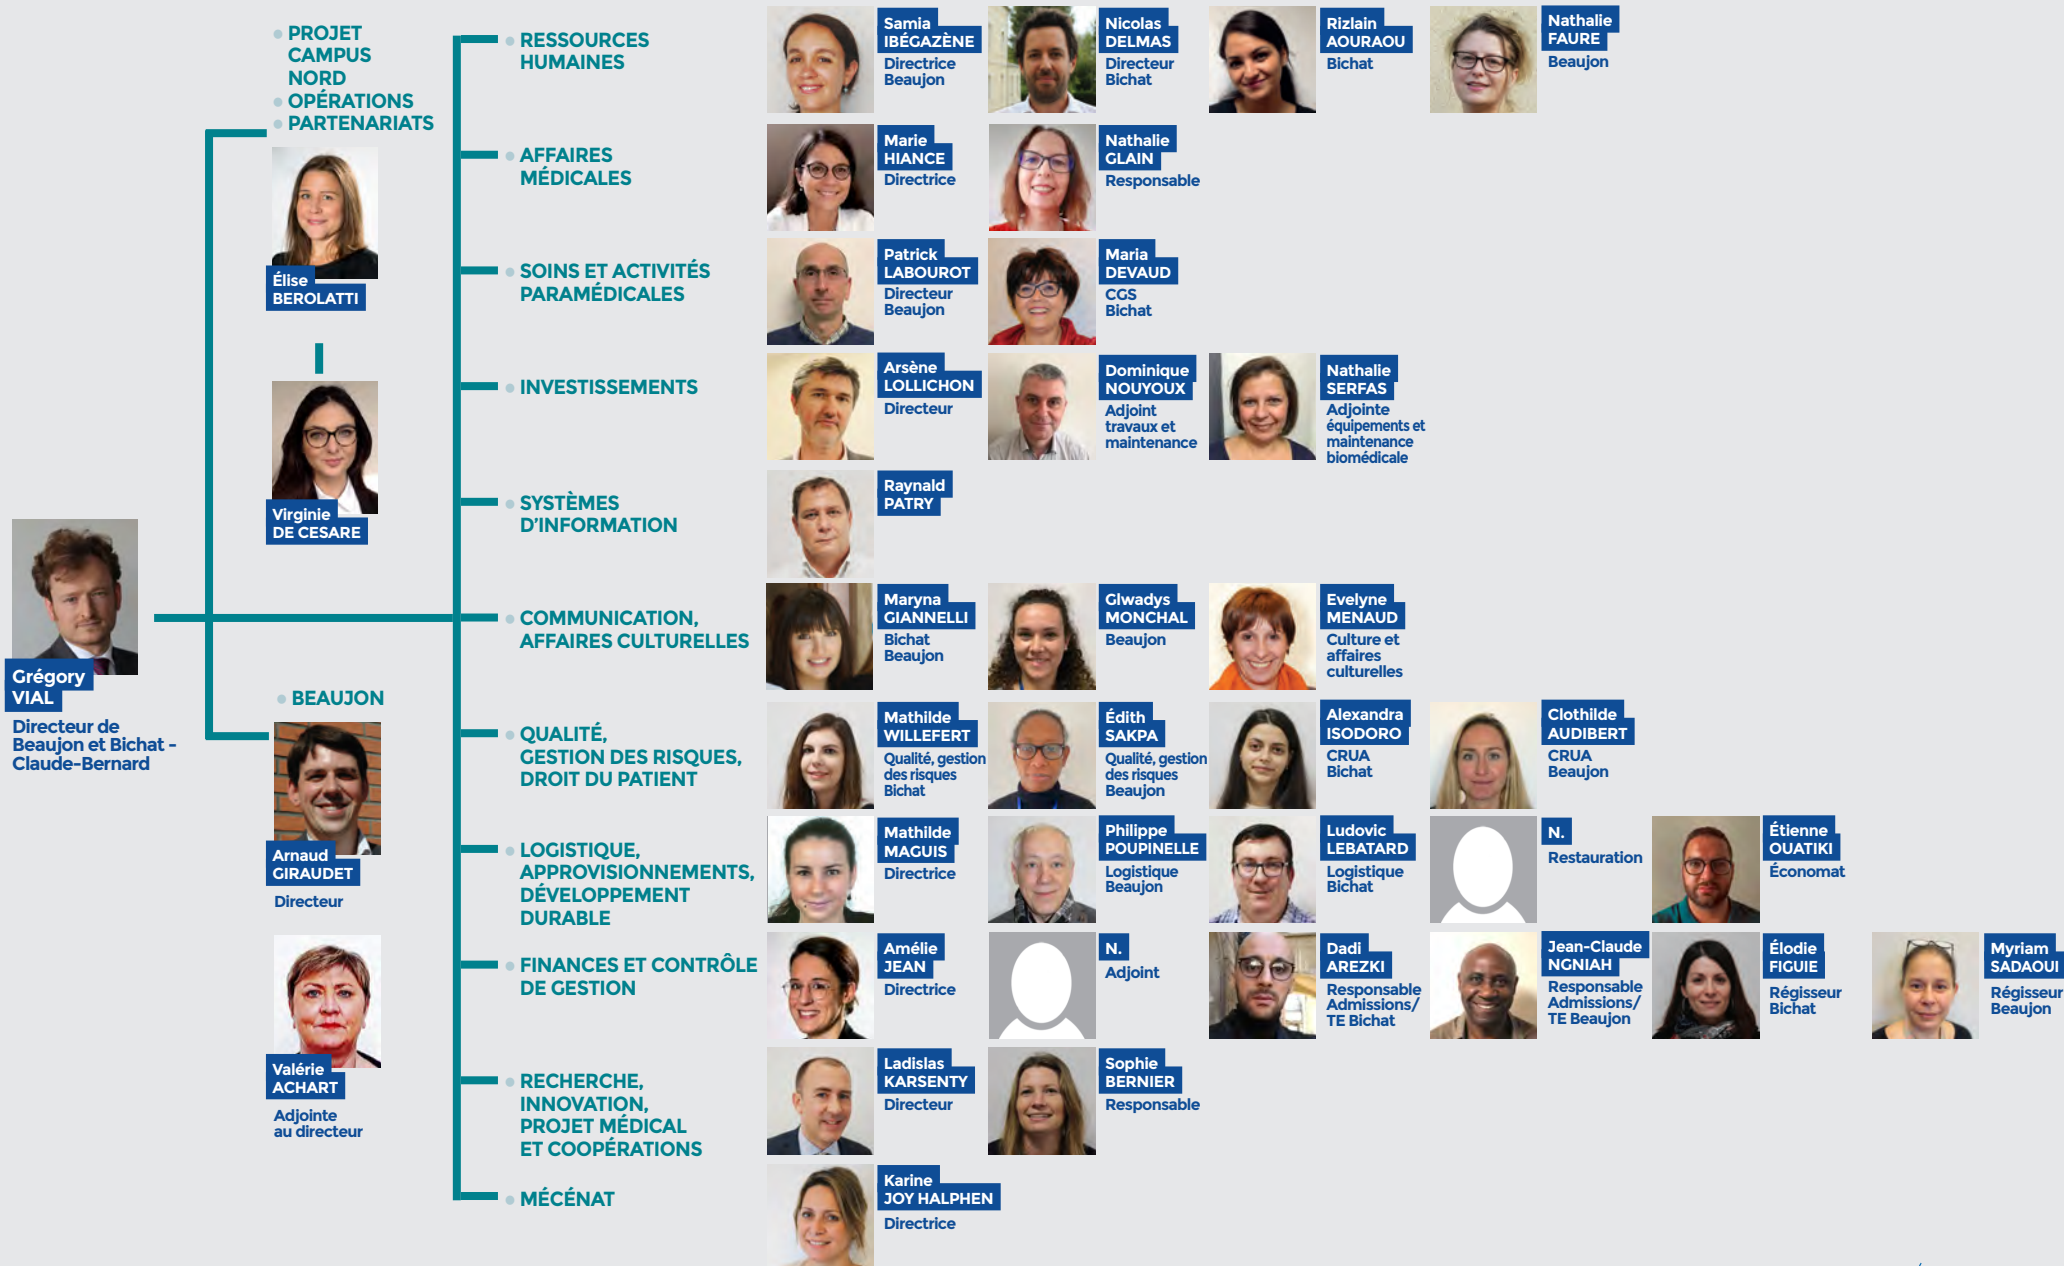 Grégory
VIAL
Directeur de
Beaujon et Bichat -
Claude-Bernard
PROJET
CAMPUS
NORD
OPÉRATIONS
PARTENARIATS
Élise
BEROLATTI
Virginie
DE CESARE
BEAUJON
Arnaud
GIRAUDET
Directeur
Valérie
ACHART
Adjointe
au directeur
RESSOURCES
HUMAINES
Samia
IBÉGAZÈNE
Directrice
Beaujon
Nicolas
DELMAS
Directeur
Bichat
Rizlain
AOURAOU
Bichat
Nathalie
FAURE
Beaujon
AFFAIRES
MÉDICALES
Marie
HIANCE
Directrice
Nathalie
GLAIN
Responsable
SOINS ET ACTIVITÉS
PARAMÉDICALES
Patrick
LABOUROT
Directeur
Beaujon
Maria
DEVAUD
CGS
Bichat
INVESTISSEMENTS
Arsène
LOLLICHON
Directeur
Dominique
NOUYOUX
Adjoint
travaux et
maintenance
Nathalie
SERFAS
Adjointe
équipements et
maintenance
biomédicale
SYSTÈMES
D'INFORMATION
Raynald
PATRY
COMMUNICATION,
AFFAIRES CULTURELLES
Maryna
GIANNELLI
Bichat
Beaujon
Glwadys
MONCHAL
Beaujon
Evelyne
MENAUD
Culture et
affaires
culturelles
QUALITÉ,
GESTION DES RISQUES,
DROIT DU PATIENT
Mathilde
WILLEFERT
Qualité, gestion
des risques
Bichat
Édith
SAKPA
Qualité, gestion
des risques
Beaujon
Alexandra
ISODORO
CRUA
Bichat
Clothilde
AUDIBERT
CRUA
Beaujon
LOGISTIQUE,
APPROVISIONNEMENTS,
DÉVELOPPEMENT
DURABLE
Mathilde
MAGUIS
Directrice
Philippe
POUPINELLE
Logistique
Beaujon
Ludovic
LEBATARD
Logistique
Bichat
N.
Restauration
Étienne
OUATIKI
Économat
FINANCES ET CONTRÔLE
DE GESTION
Amélie
JEAN
Directrice
N.
Adjoint
Dadi
AREZKI
Responsable
Admissions/
TE Bichat
Jean-Claude
NGNIAH
Responsable
Admissions/
TE Beaujon
Élodie
FIGUIE
Régisseur
Bichat
Myriam
SADAOUI
Régisseur
Beaujon
RECHERCHE,
INNOVATION,
PROJET MÉDICAL
ET COOPÉRATIONS
Ladislas
KARSENTY
Directeur
Sophie
BERNIER
Responsable
MÉCÉNAT
Karine
JOY HALPHEN
Directrice